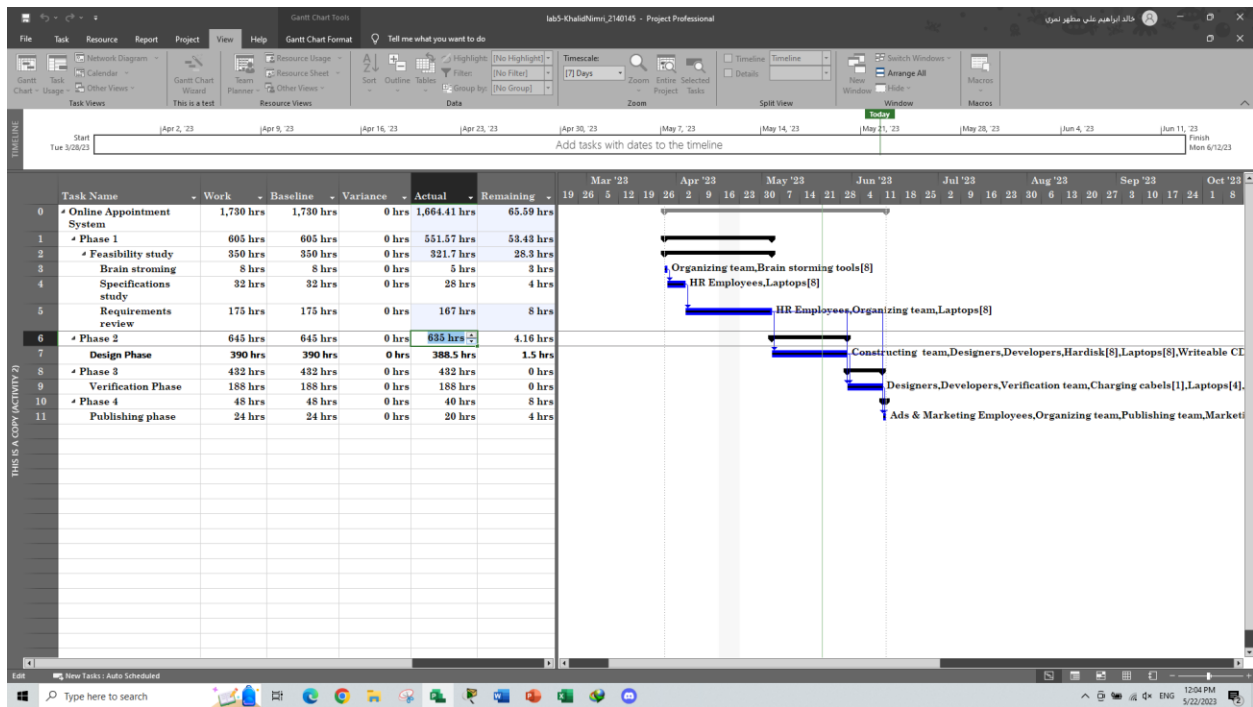 Gantt Chart Tools
lab5-KhalidNimri_2140145 - Project Professional
خالد ابراهيم علي مظهر نمري
File Task Resource Report Project View Help Gantt Chart Format Tell me what you want to do
Gantt Chart
Task Usage
Network Diagram
Calendar
Other Views
Task Views
Gantt Chart Wizard
This is a test
Team Planner
Resource Usage
Resource Sheet
Other Views
Resource Views
Sort Outline Tables
Highlight: [No Highlight]
Filter: [No Filter]
Group by: [No Group]
Data
Timescale:
[7] Days
Zoom
Entire Project
Selected Tasks
Zoom
Timeline Timeline
Details
Split View
New Window
Switch Windows
Arrange All
Hide
Window
Macros
Macros
TIMELINE
Today
Apr 2, '23 Apr 9, '23 Apr 16, '23 Apr 23, '23 Apr 30, '23 May 7, '23 May 14, '23 May 21, '23 May 28, '23 Jun 4, '23 Jun 11, '23
Start
Tue 3/28/23
Add tasks with dates to the timeline
Finish
Mon 6/12/23
Task Name Work Baseline Variance Actual Remaining
Mar '23 Apr '23 May '23 Jun '23 Jul '23 Aug '23 Sep '23 Oct '23
19 26 5 12 19 26 2 9 16 23 30 7 14 21 28 4 11 18 25 2 9 16 23 30 6 13 20 27 3 10 17 24 1 8
0 Online Appointment System 1,730 hrs 1,730 hrs 0 hrs 1,664.41 hrs 65.59 hrs
1 Phase 1 605 hrs 605 hrs 0 hrs 551.57 hrs 53.43 hrs
2 Feasibility study 350 hrs 350 hrs 0 hrs 321.7 hrs 28.3 hrs
3 Brain stroming 8 hrs 8 hrs 0 hrs 5 hrs 3 hrs Organizing team,Brain storming tools[8]
4 Specifications study 32 hrs 32 hrs 0 hrs 28 hrs 4 hrs HR Employees,Laptops[8]
5 Requirements review 175 hrs 175 hrs 0 hrs 167 hrs 8 hrs HR Employees,Organizing team,Laptops[8]
6 Phase 2 645 hrs 645 hrs 0 hrs 635 hrs 4.16 hrs
7 Design Phase 390 hrs 390 hrs 0 hrs 388.5 hrs 1.5 hrs Constructing team,Designers,Developers,Hardisk[8],Laptops[8],Writeable CD
8 Phase 3 432 hrs 432 hrs 0 hrs 432 hrs 0 hrs
9 Verification Phase 188 hrs 188 hrs 0 hrs 188 hrs 0 hrs Designers,Developers,Verification team,Charging cabels[1],Laptops[4],
10 Phase 4 48 hrs 48 hrs 0 hrs 40 hrs 8 hrs
11 Publishing phase 24 hrs 24 hrs 0 hrs 20 hrs 4 hrs Ads & Marketing Employees,Organizing team,Publishing team,Marketi
THIS IS A COPY (ACTIVITY 2)
Edit New Tasks : Auto Scheduled
Type here to search
ENG
12:04 PM
5/22/2023